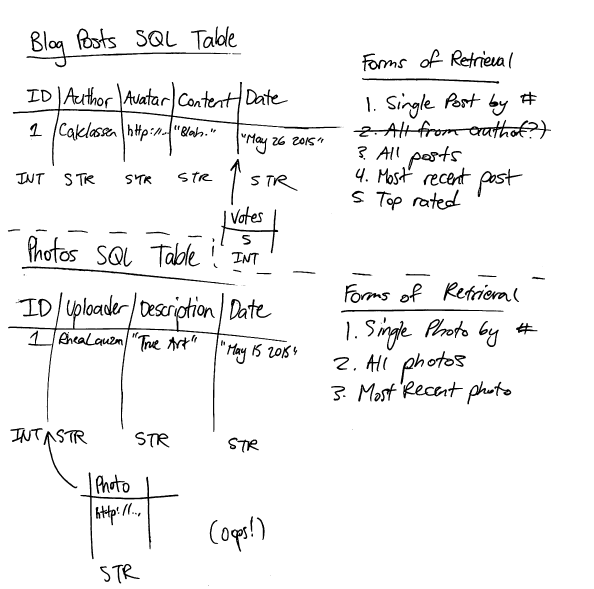 Blog Posts SQL Table
ID Author Avatar Content Date
1 Calclassen http://... "Blah." "May 26 2015"
INT STR STR STR STR
Votes
5
INT
Forms of Retrieval
1. Single Post by #
2. All from author?)
3. All posts
4. Most recent post
5. Top rated
Photos SQL Table
ID Uploader Description Date
1 RheaLauzon "True Art" "May 15 2015"
INT STR STR STR
Photo
http://...
STR
(oops!)
Forms of Retrieval
1. Single Photo by #
2. All photos
3. Most Recent photo